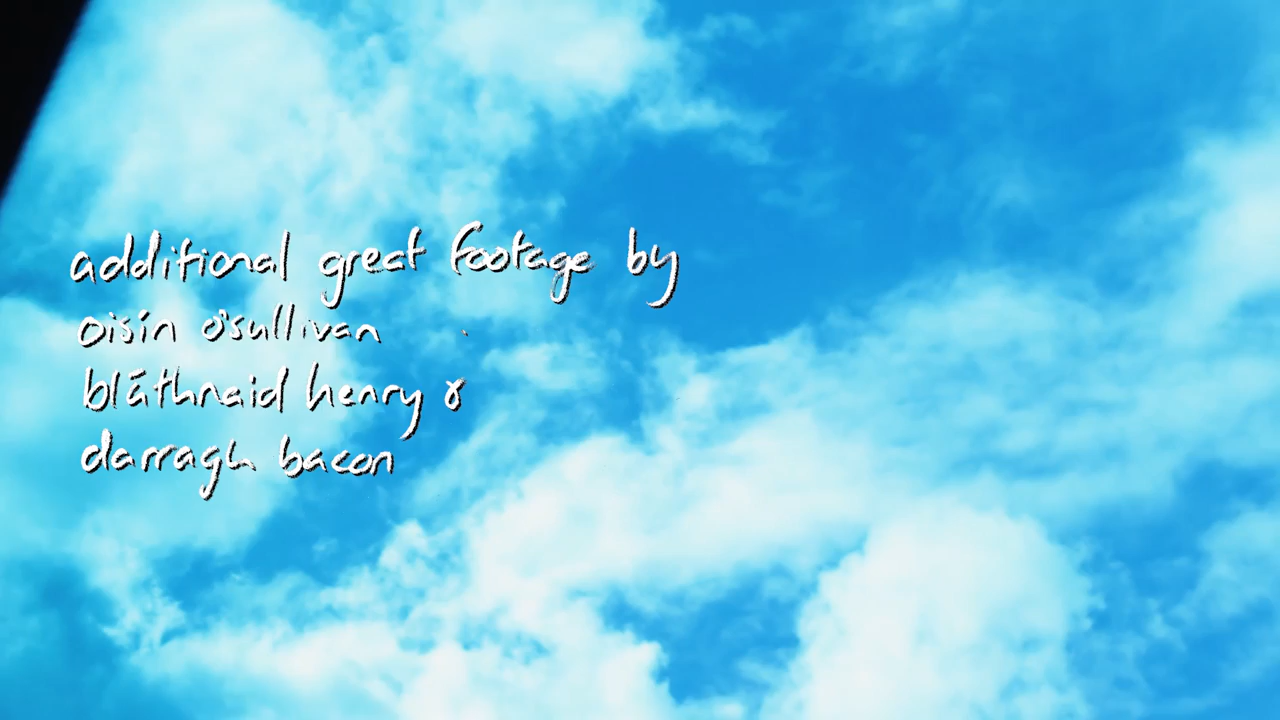 additional great footage by
oisín o'sullivan
bláthnaid henry &
darragh bacon